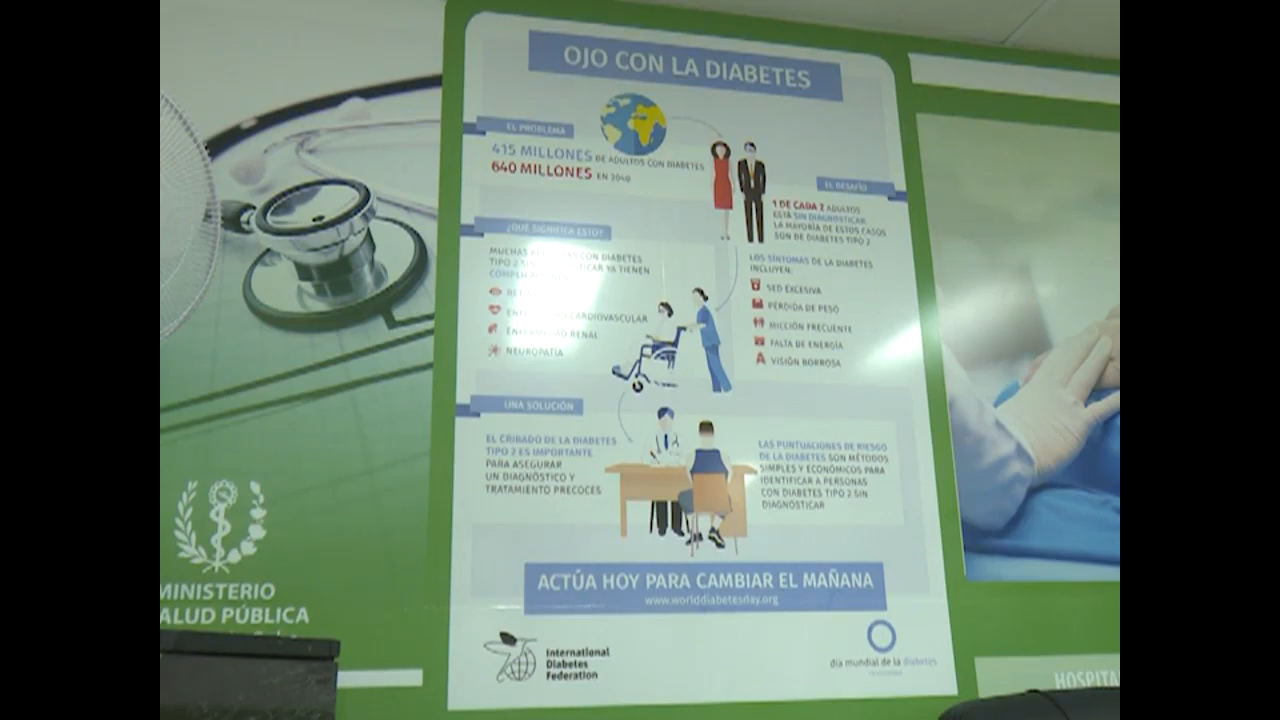 OJO CON LA DIABETES
EL PROBLEMA
415 MILLONES DE ADULTOS CON DIABETES
640 MILLONES EN 2040
EL DESAFÍO
1 DE CADA 2 ADULTOS
ESTÁ SIN DIAGNOSTICAR.
LA MAYORÍA DE ESTOS CASOS
SON DE DIABETES TIPO 2
¿QUÉ SIGNIFICA ESTO?
MUCHAS CON DIABETES
TIPO 2 SIN YA TIENEN
CARDIOVASCULAR
ENFERMEDAD RENAL
NEUROPATÍA
LOS SÍNTOMAS DE LA DIABETES
INCLUYEN:
SED EXCESIVA
PÉRDIDA DE PESO
MICCIÓN FRECUENTE
FALTA DE ENERGÍA
VISIÓN BORROSA
UNA SOLUCIÓN
EL CRIBADO DE LA DIABETES
TIPO 2 ES IMPORTANTE
PARA ASEGURAR
UN DIAGNÓSTICO Y
TRATAMIENTO PRECOCES
LAS PUNTUACIONES DE RIESGO
DE LA DIABETES SON MÉTODOS
SIMPLES Y ECONÓMICOS PARA
IDENTIFICAR A PERSONAS
CON DIABETES TIPO 2 SIN
DIAGNOSTICAR
ACTÚA HOY PARA CAMBIAR EL MAÑANA
www.worlddiabetesday.org
International
Diabetes
Federation
día mundial de la diabetes
MINISTERIO
SALUD PÚBLICA
HOSPITA